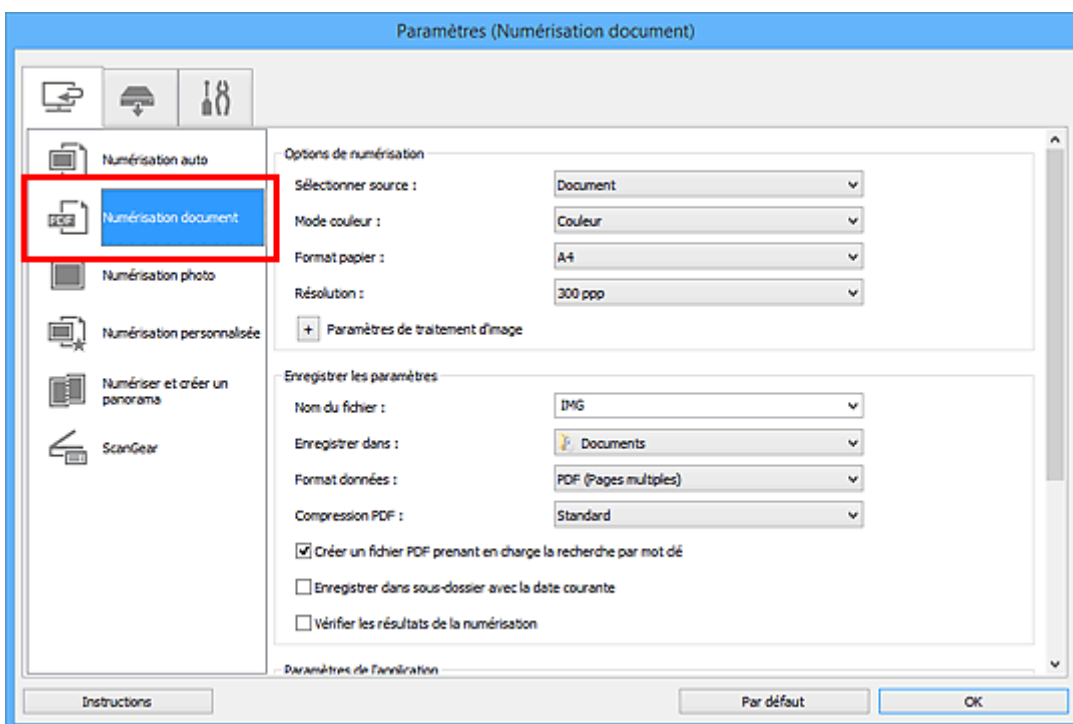 Paramètres (Numérisation document)
Numérisation auto
PDF
Numérisation document
Numérisation photo
Numérisation personnalisée
Numériser et créer un
panorama
ScanGear
Options de numérisation
Sélectionner source : Document
Mode couleur : Couleur
Format papier : A4
Résolution : 300 ppp
+ Paramètres de traitement d'image
Enregistrer les paramètres
Nom du fichier : IMG
Enregistrer dans : Documents
Format données : PDF (Pages multiples)
Compression PDF : Standard
Créer un fichier PDF prenant en charge la recherche par mot clé
Enregistrer dans sous-dossier avec la date courante
Vérifier les résultats de la numérisation
Paramètres de l'application
Instructions Par défaut OK